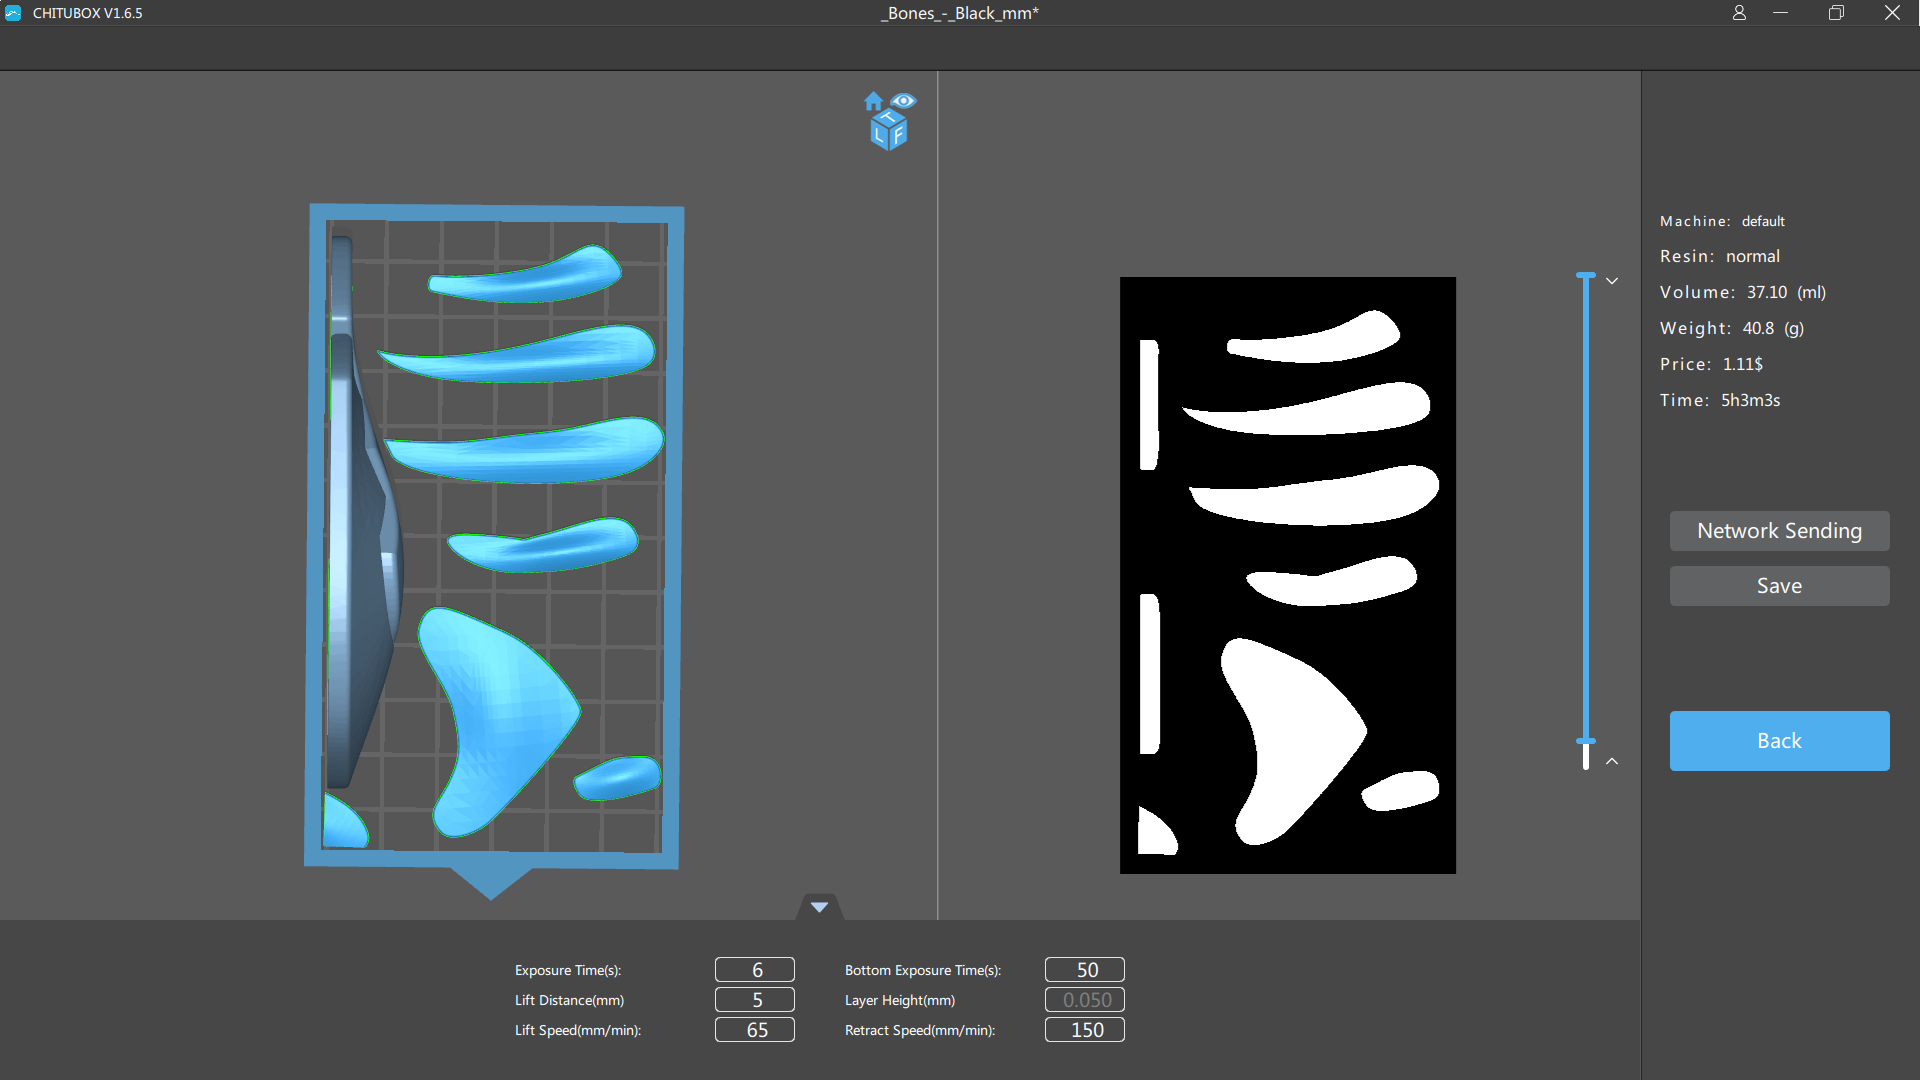 CHITUBOX V1.6.5
_Bones_-_Black_mm*
T
L F
Machine: default
Resin: normal
Volume: 37.10 (ml)
Weight: 40.8 (g)
Price: 1.11$
Time: 5h3m3s
Network Sending
Save
Back
Exposure Time(s): 6 Bottom Exposure Time(s): 50
Lift Distance(mm) 5 Layer Height(mm) 0.050
Lift Speed(mm/min): 65 Retract Speed(mm/min): 150